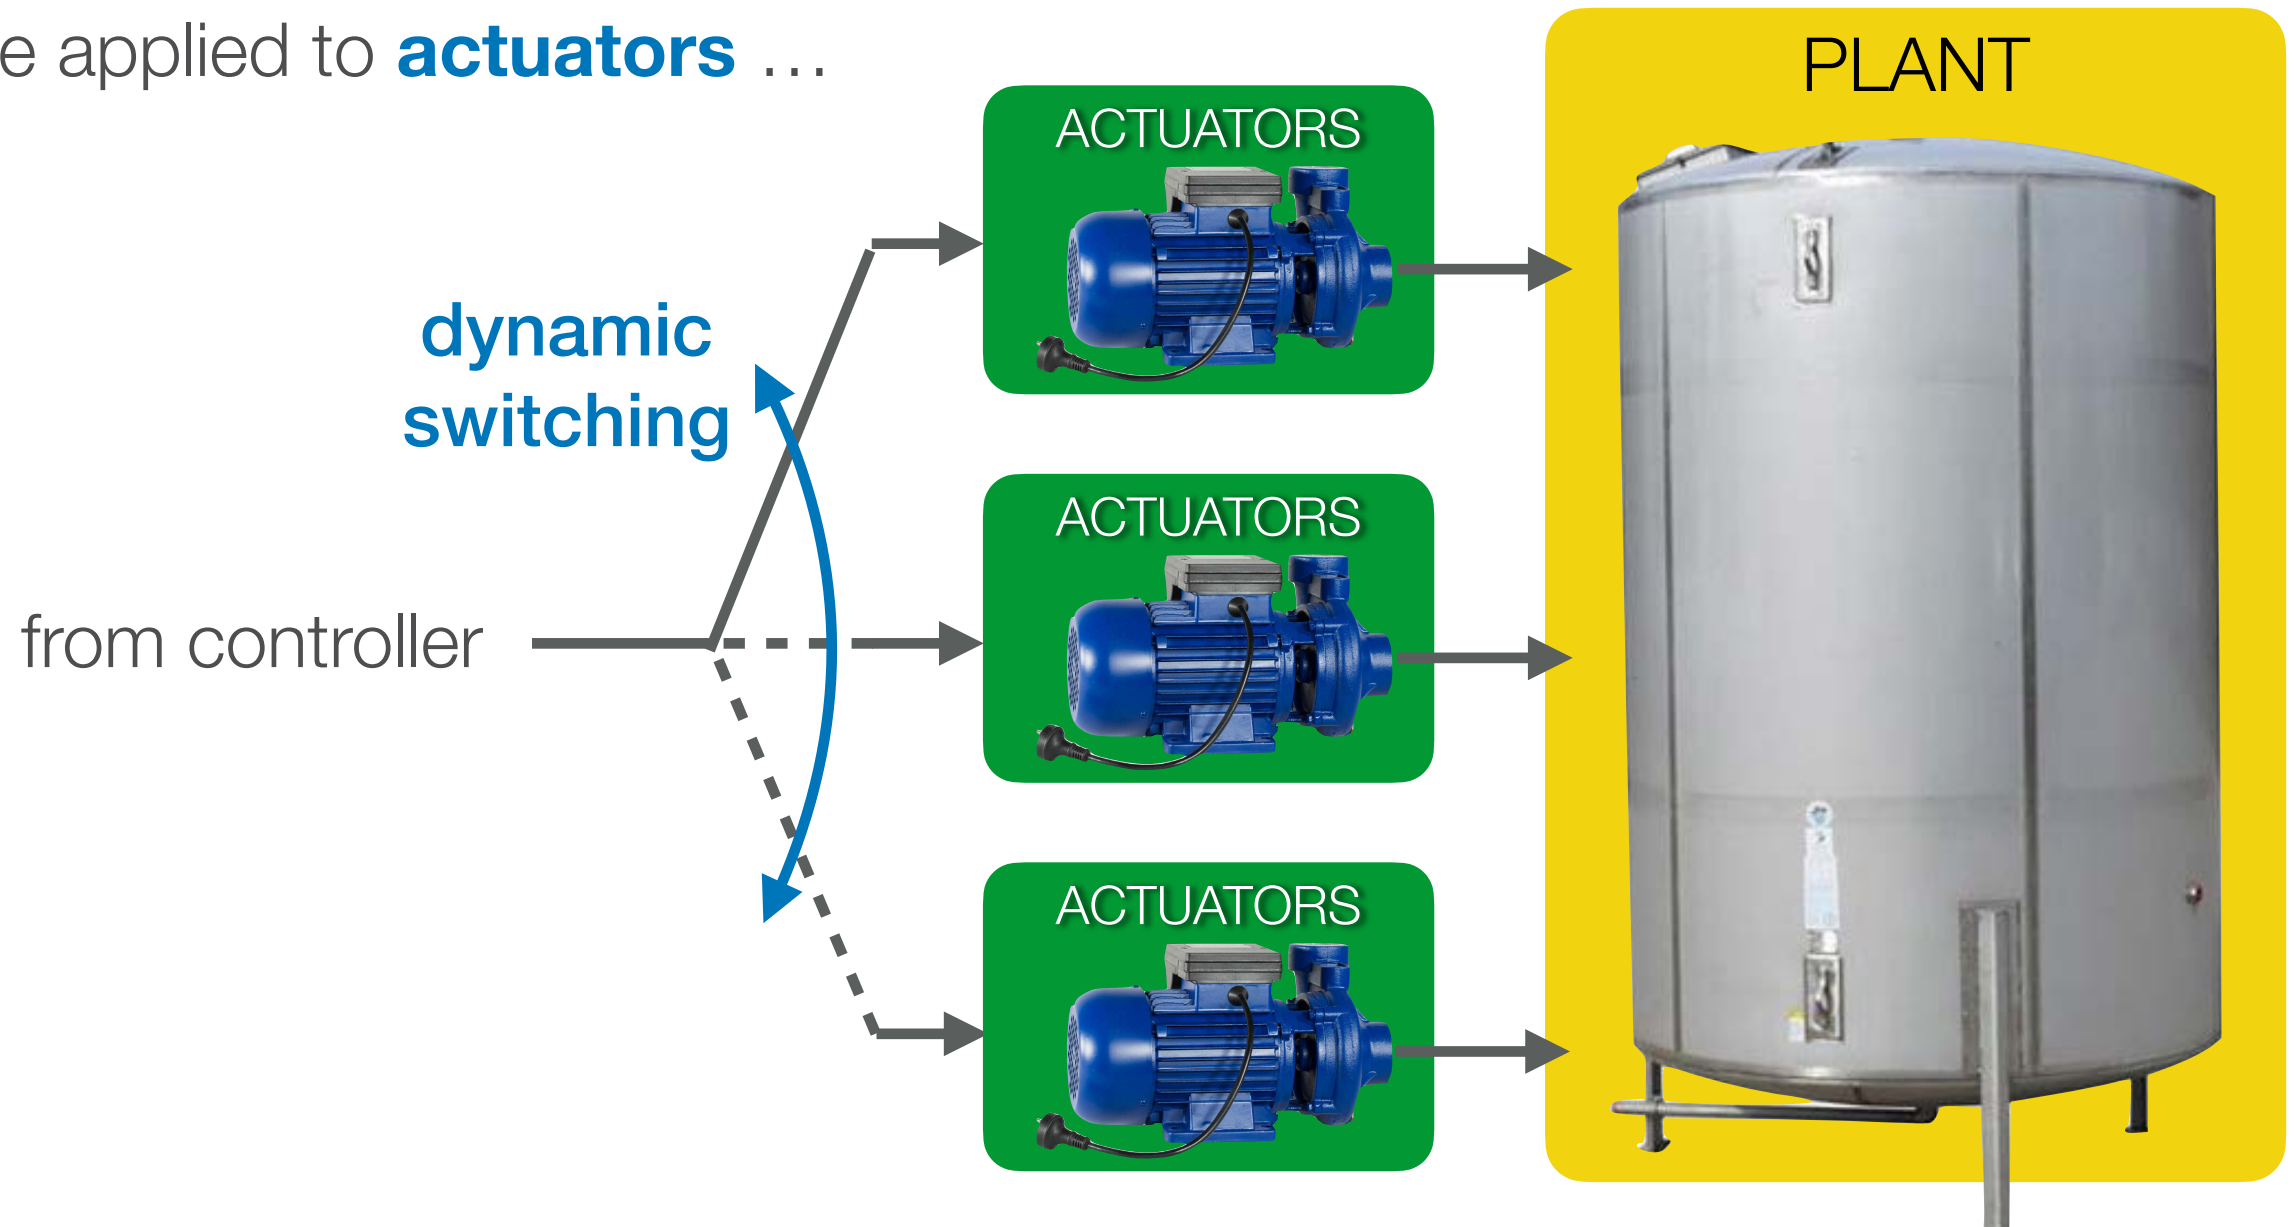 e applied to actuators ...
PLANT
ACTUATORS
dynamic
switching
ACTUATORS
from controller
ACTUATORS